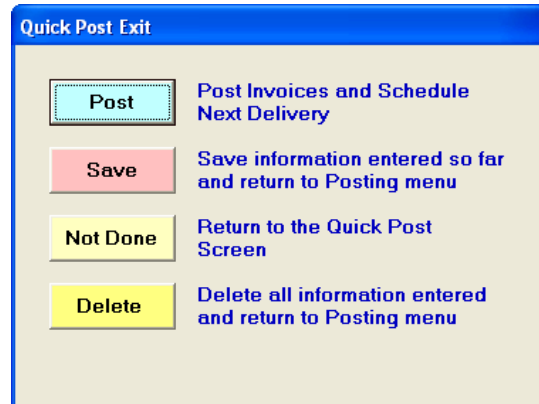 Quick Post Exit
Post
Post Invoices and Schedule
Next Delivery
Save
Save information entered so far
and return to Posting menu
Not Done
Return to the Quick Post
Screen
Delete
Delete all information entered
and return to Posting menu